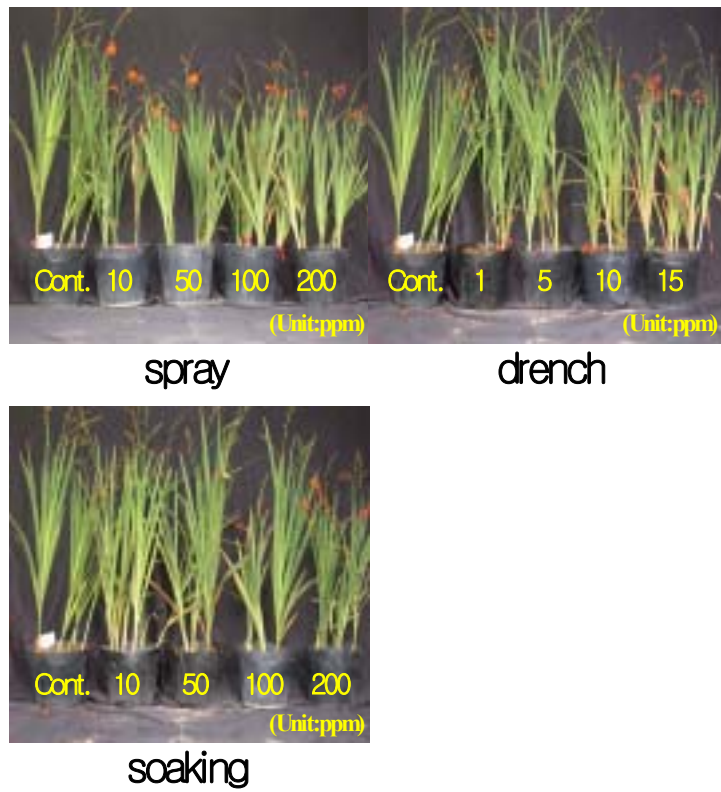 Cont. 10 50 100 200
(Unit:ppm)
spray
Cont. 1 5 10 15
(Unit:ppm)
drench
Cont. 10 50 100 200
(Unit:ppm)
soaking